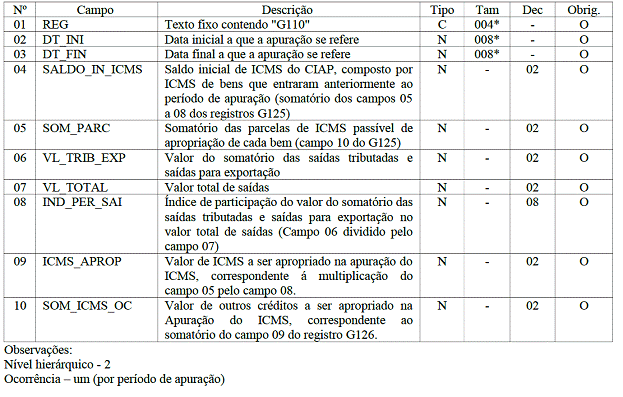 Nº Campo Descrição Tipo Tam Dec Obrig.
01 REG Texto fixo contendo "G110" C 004* - O
02 DT_INI Data inicial a que a apuração se refere N 008* - O
03 DT_FIN Data final a que a apuração se refere N 008* - O
04 SALDO_IN_ICMS Saldo inicial de ICMS do CIAP, composto por N - 02 O
ICMS de bens que entraram anteriormente ao
período de apuração (somatório dos campos 05
a 08 dos registros G125)
05 SOM_PARC Somatório das parcelas de ICMS passível de N - 02 O
apropriação de cada bem (campo 10 do G125)
06 VL_TRIB_EXP Valor do somatório das saídas tributadas e N - 02 O
saídas para exportação
07 VL_TOTAL Valor total de saídas N - 02 O
08 IND_PER_SAI Índice de participação do valor do somatório das N - 08 O
saídas tributadas e saídas para exportação no
valor total de saídas (Campo 06 dividido pelo
campo 07)
09 ICMS_APROP Valor de ICMS a ser apropriado na apuração do N - 02 O
ICMS, correspondente á multiplicação do
campo 05 pelo campo 08.
10 SOM_ICMS_OC Valor de outros créditos a ser apropriado na N - 02 O
Apuração do ICMS, correspondente ao
somatório do campo 09 do registro G126.
Observações:
Nível hierárquico - 2
Ocorrência – um (por período de apuração)